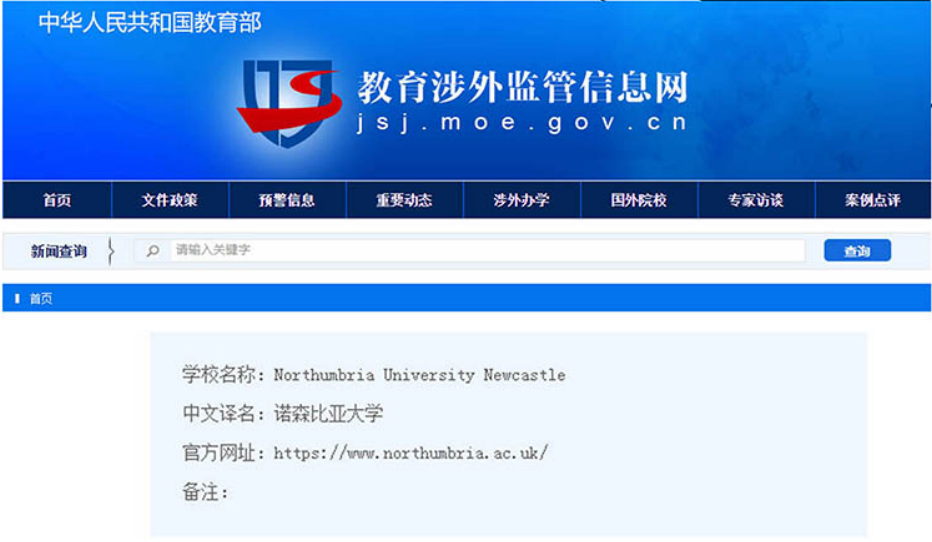 中华人民共和国教育部
教育涉外监管信息网
jsj.moe.gov.cn
首页 文件政策 预警信息 重要动态 涉外办学 国外院校 专家访谈 案例点评
新闻查询 请输入关键字 查询
首页
学校名称：Northumbria University Newcastle
中文译名：诺森比亚大学
官方网址：https://www.northumbria.ac.uk/
备注：